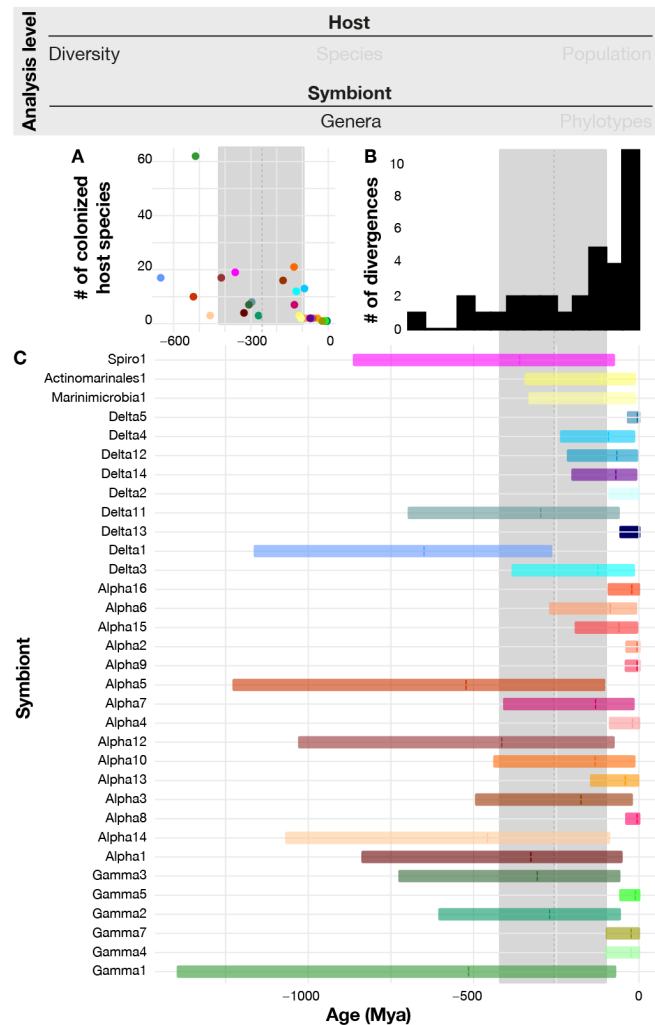 Analysis level
Host
Diversity Species Population
Symbiont
Genera Phylotypes
A
# of colonized
host species
60
40
20
0
−600 −300 0
B
# of divergences
10
8
6
4
2
0
C
Symbiont
Spiro1
Actinomarinales1
Marinimicrobia1
Delta5
Delta4
Delta12
Delta14
Delta2
Delta11
Delta13
Delta1
Delta3
Alpha16
Alpha6
Alpha15
Alpha2
Alpha9
Alpha5
Alpha7
Alpha4
Alpha12
Alpha10
Alpha13
Alpha3
Alpha8
Alpha14
Alpha1
Gamma3
Gamma5
Gamma2
Gamma7
Gamma4
Gamma1
−1000 −500 0
Age (Mya)